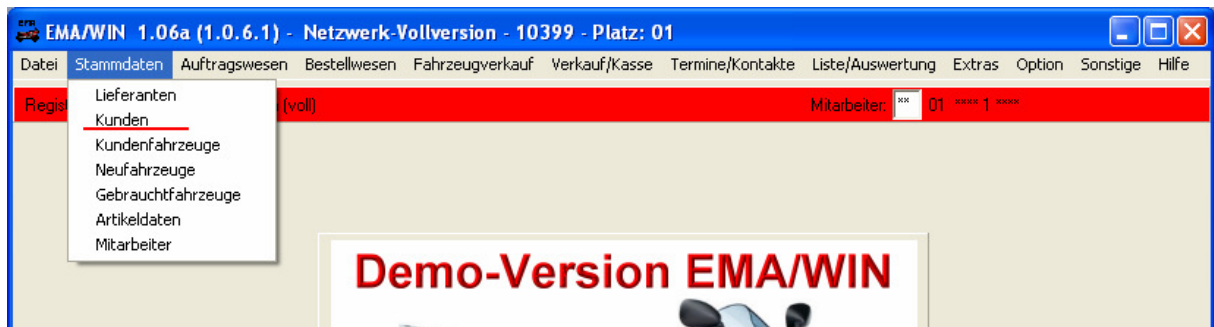 EMA/WIN 1.06a (1.0.6.1) - Netzwerk-Vollversion - 10399 - Platz: 01
Datei Stammdaten Auftragswesen Bestellwesen Fahrzeugverkauf Verkauf/Kasse Termine/Kontakte Liste/Auswertung Extras Option Sonstige Hilfe
(voll) Mitarbeiter: ** 01 **** 1 ****
Lieferanten
Kunden
Kundenfahrzeuge
Neufahrzeuge
Gebrauchtfahrzeuge
Artikeldaten
Mitarbeiter
Demo-Version EMA/WIN